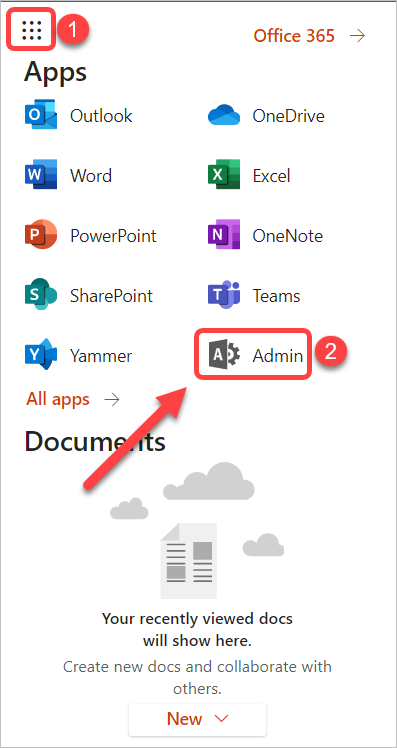 1
Office 365
Apps
Outlook OneDrive
Word Excel
PowerPoint OneNote
SharePoint Teams
Yammer Admin 2
All apps
Documents
Your recently viewed docs
will show here.
Create new docs and collaborate with
others.
New